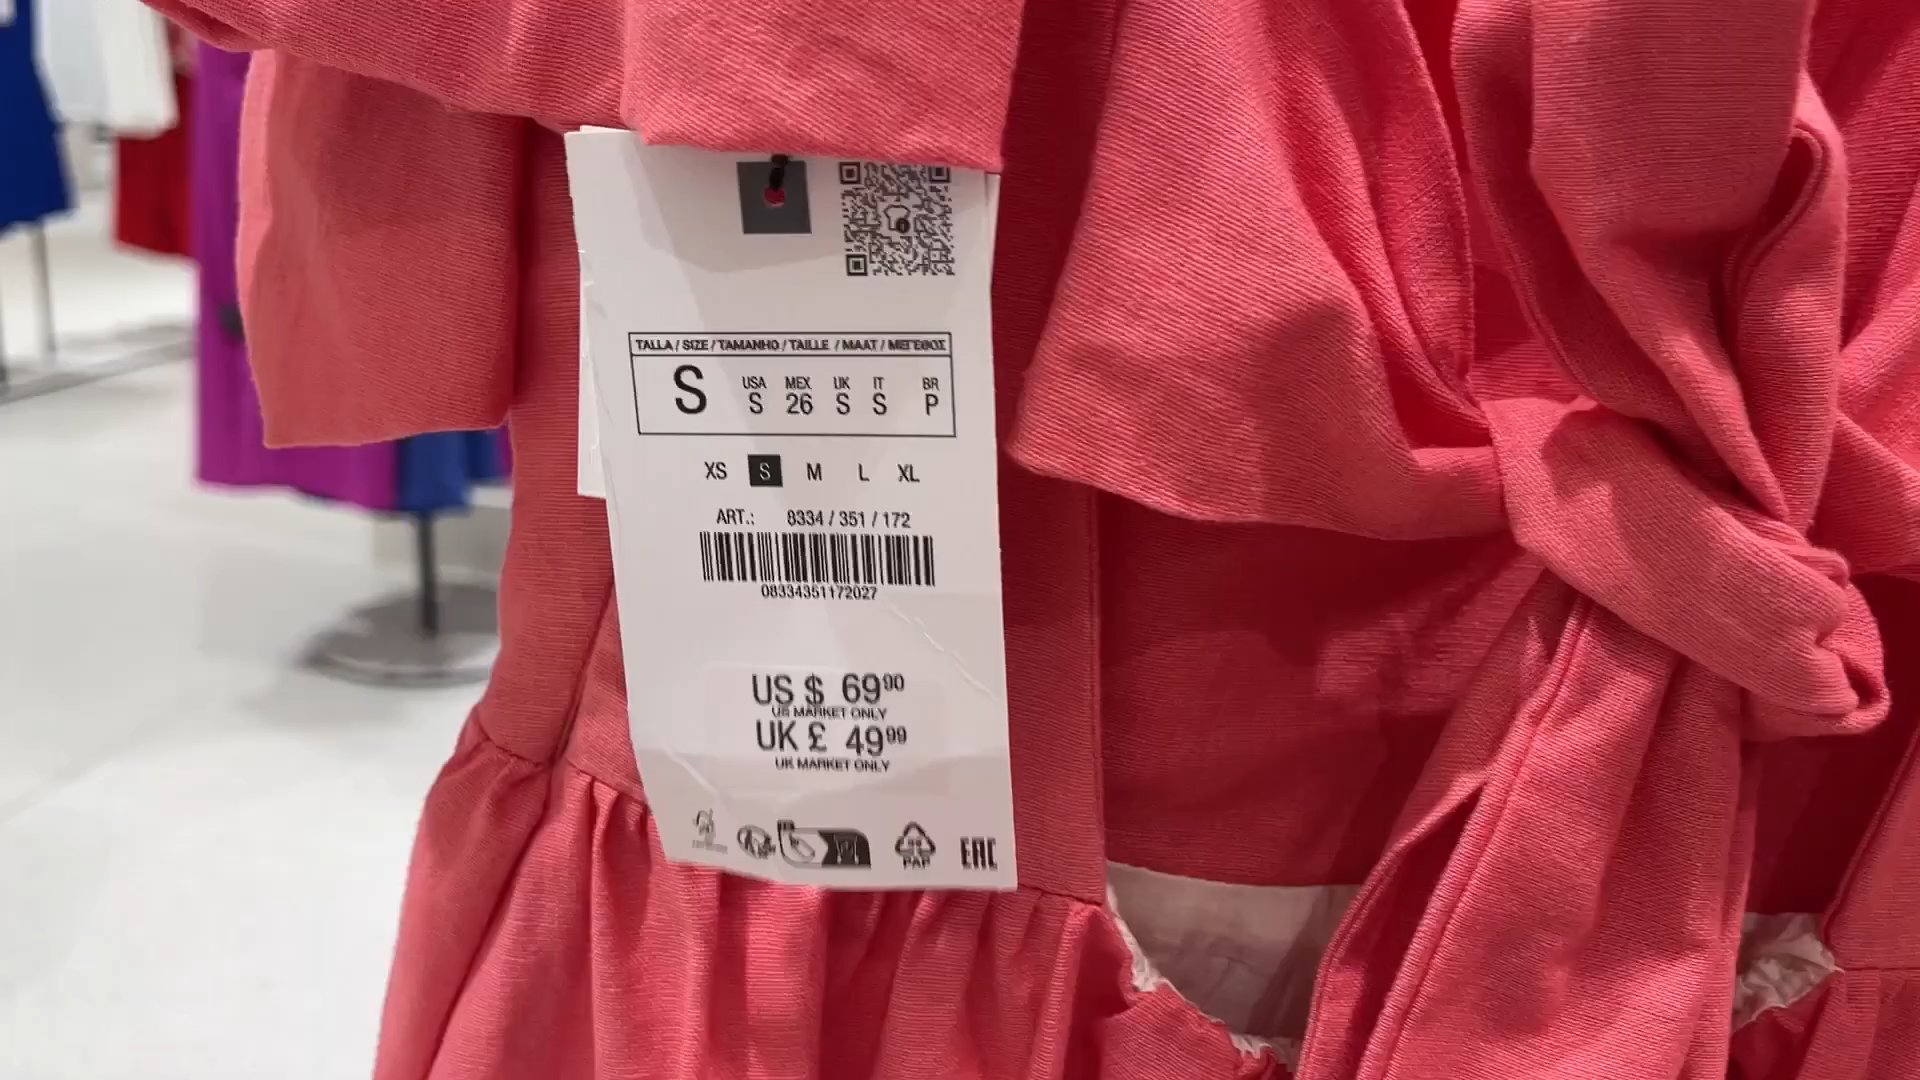 TALLA / SIZE / TAMANHO / TAILLE / MAAT / ΜΕΓΕΘΟΣ
S
USA MEX UK IT BR
S 26 S S P
XS S M L XL
ART.: 8334 / 351 / 172
08334351172027
US $ 69⁹⁰
US MARKET ONLY
UK £ 49⁹⁹
UK MARKET ONLY
PAP
EAC